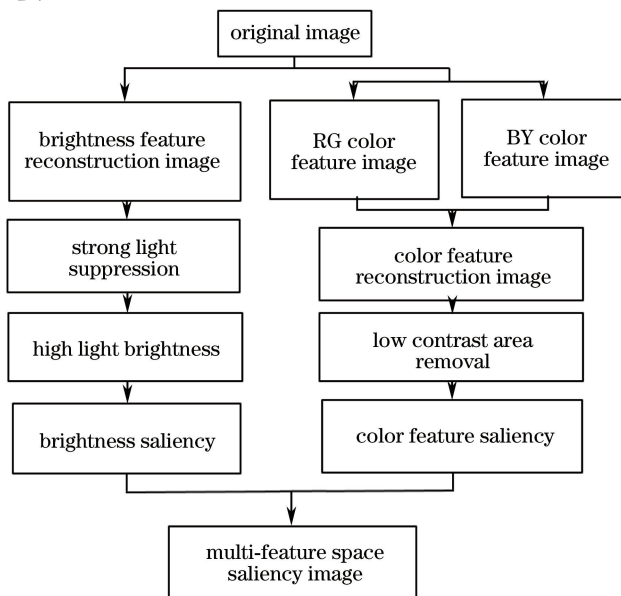 original image
brightness feature
reconstruction image
RG color
feature image
BY color
feature image
strong light
suppression
color feature
reconstruction image
high light brightness
low contrast area
removal
brightness saliency
color feature saliency
multi-feature space
saliency image